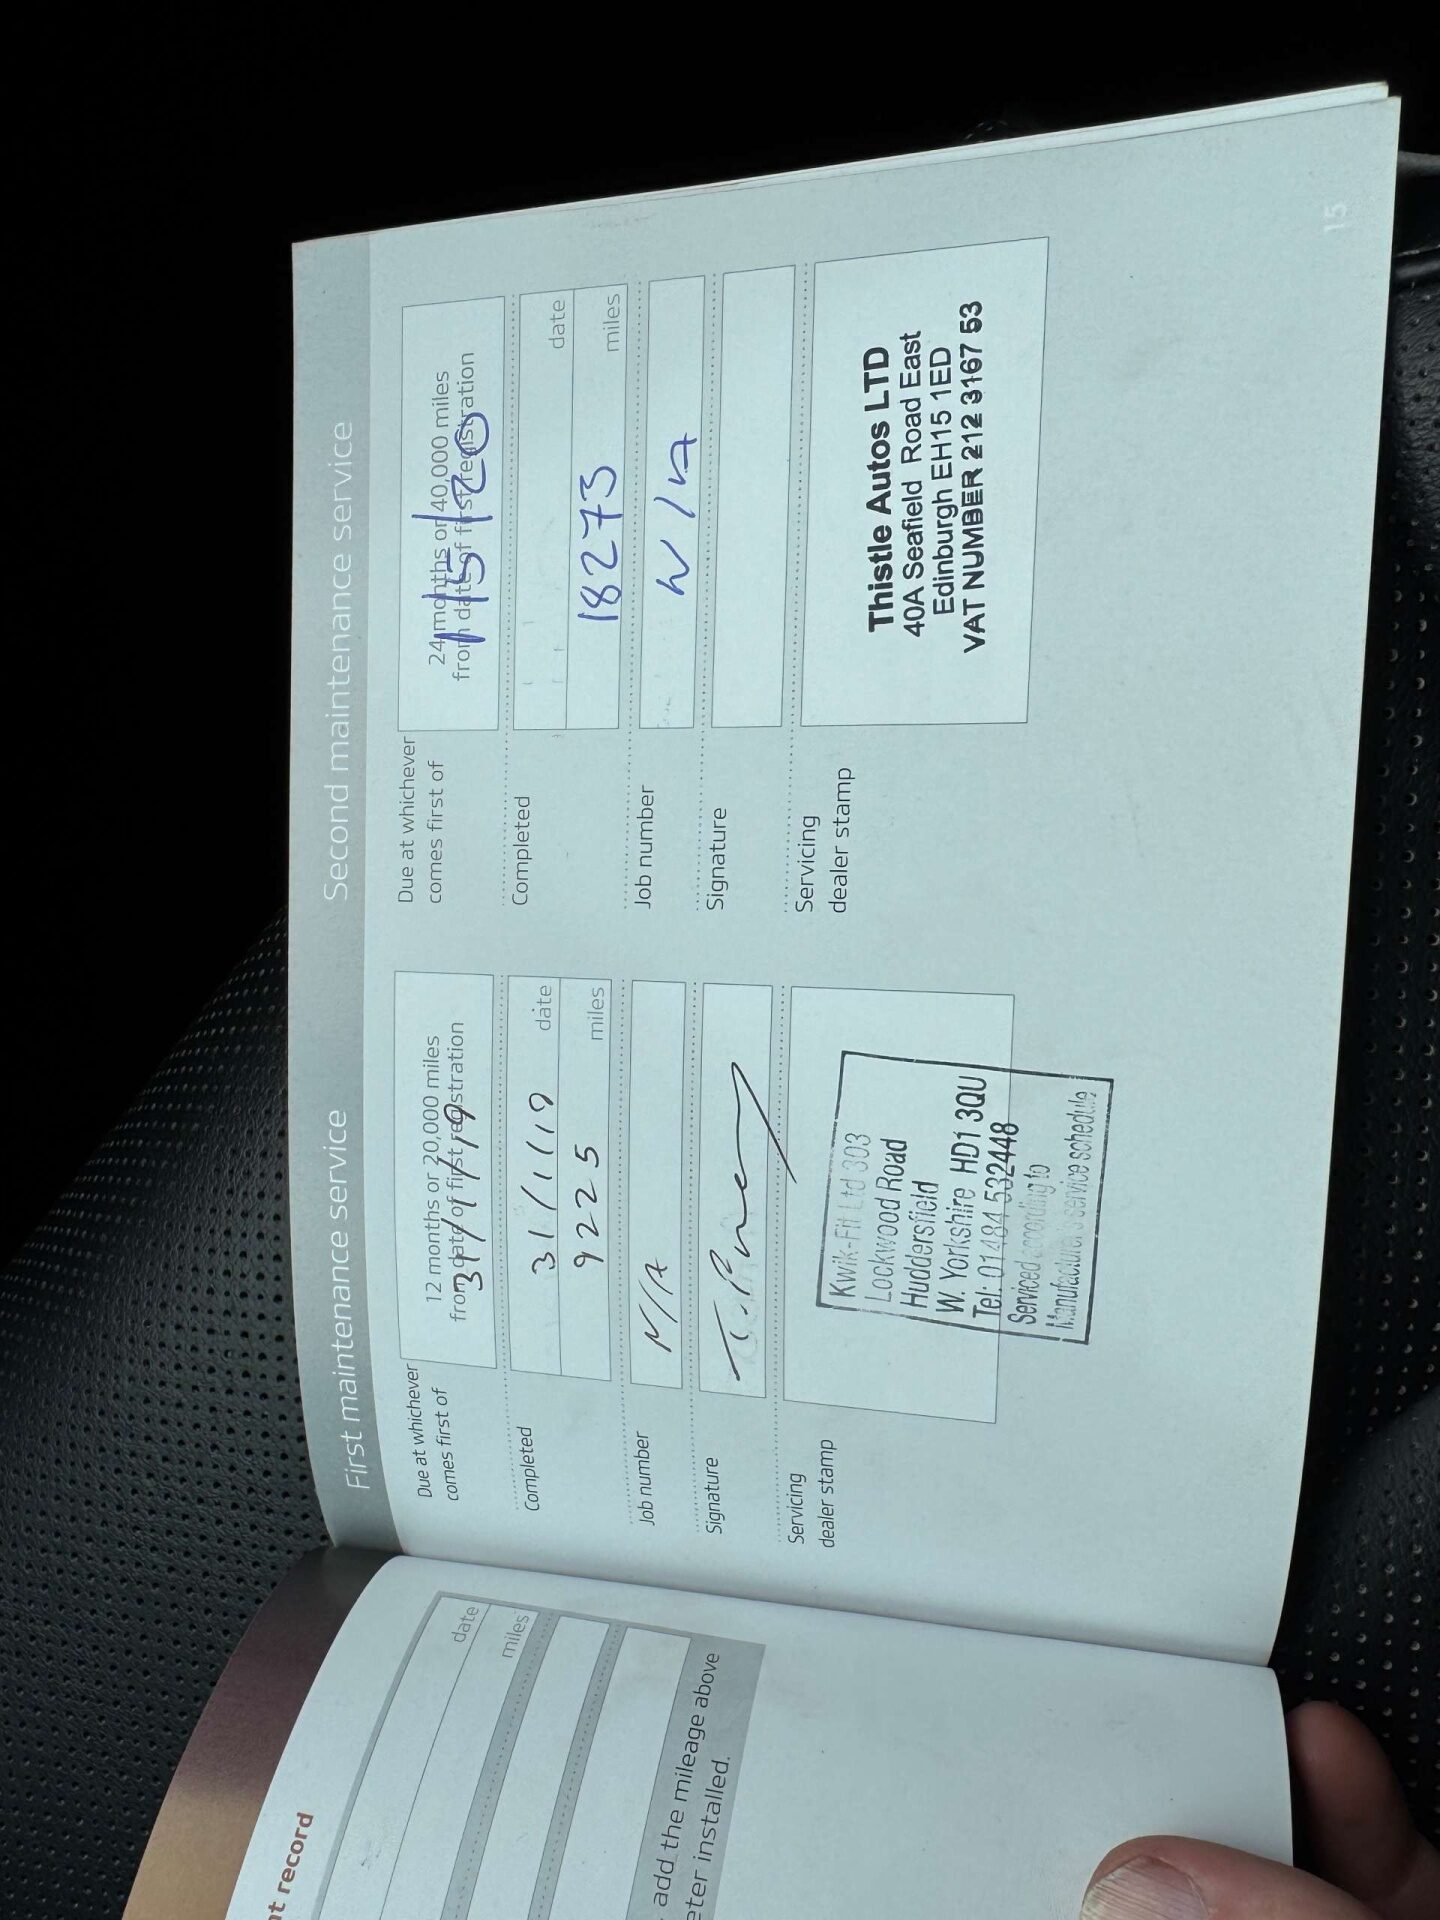 nt record
date
miles
add the mileage above
eter installed.
First maintenance service
Due at whichever
comes first of
12 months or 20,000 miles
from date of first registration
31/1/19
Completed
31/1/19 date
9225 miles
Job number
N/A
Signature
Servicing
dealer stamp
Kwik-Fit Ltd 303
Lockwood Road
Huddersfield
W. Yorkshire HD1 3QU
Tel: 01484 532448
Serviced according to
Manufacturer's service schedule
Second maintenance service
Due at whichever
comes first of
24 months or 40,000 miles
from date of first registration
Completed
date
18273 miles
Job number
Signature
Servicing
dealer stamp
Thistle Autos LTD
40A Seafield Road East
Edinburgh EH15 1ED
VAT NUMBER 212 3167 53
15